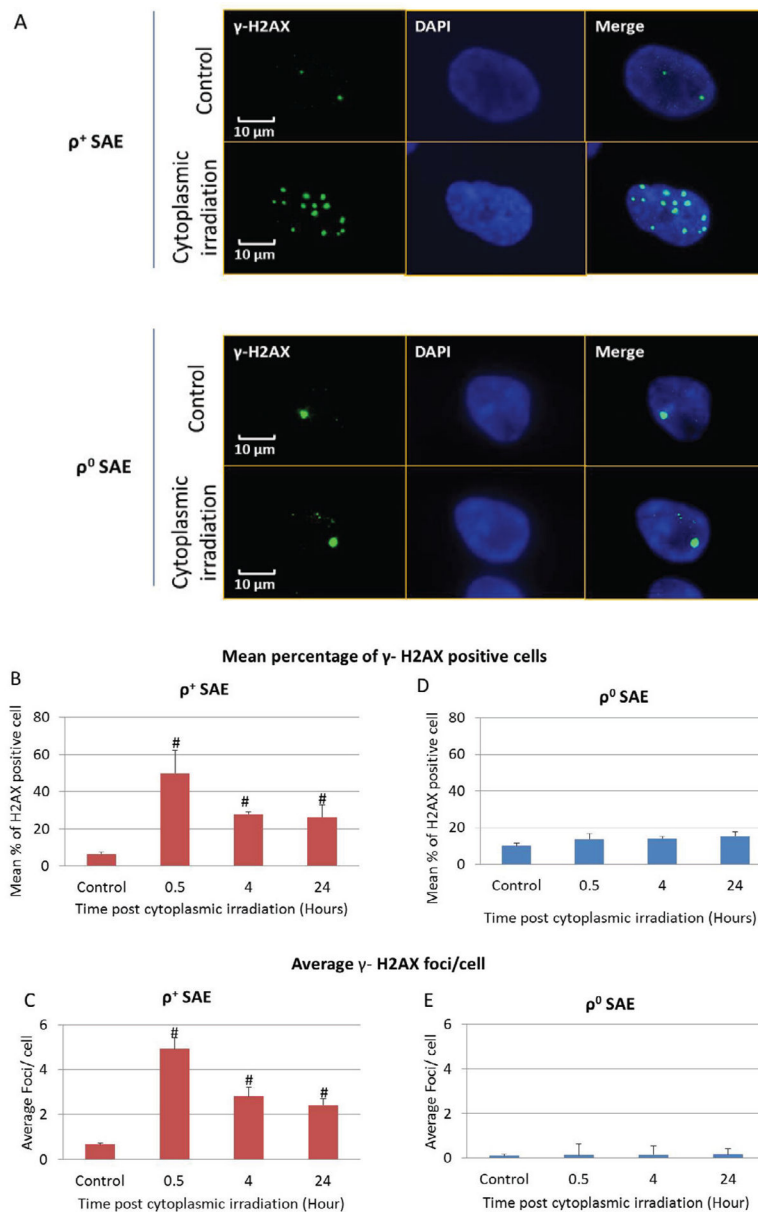 A
γ-H2AX DAPI Merge
Control
10 µm
ρ⁺ SAE
Cytoplasmic
irradiation
10 µm
γ-H2AX DAPI Merge
Control
10 µm
ρ⁰ SAE
Cytoplasmic
irradiation
10 µm
Mean percentage of γ- H2AX positive cells
B
ρ⁺ SAE
Mean % of H2AX positive cell
80
60
40
20
0
# # #
Control 0.5 4 24
Time post cytoplasmic irradiation (Hours)
D
ρ⁰ SAE
Mean % of H2AX positive cell
80
60
40
20
0
Control 0.5 4 24
Time post cytoplasmic irradiation (Hours)
Average γ- H2AX foci/cell
C
ρ⁺ SAE
Average Foci/ cell
6
4
2
0
# # #
Control 0.5 4 24
Time post cytoplasmic irradiation (Hour)
E
ρ⁰ SAE
Average Foci/ cell
6
4
2
0
Control 0.5 4 24
Time post cytoplasmic irradiation (Hours)